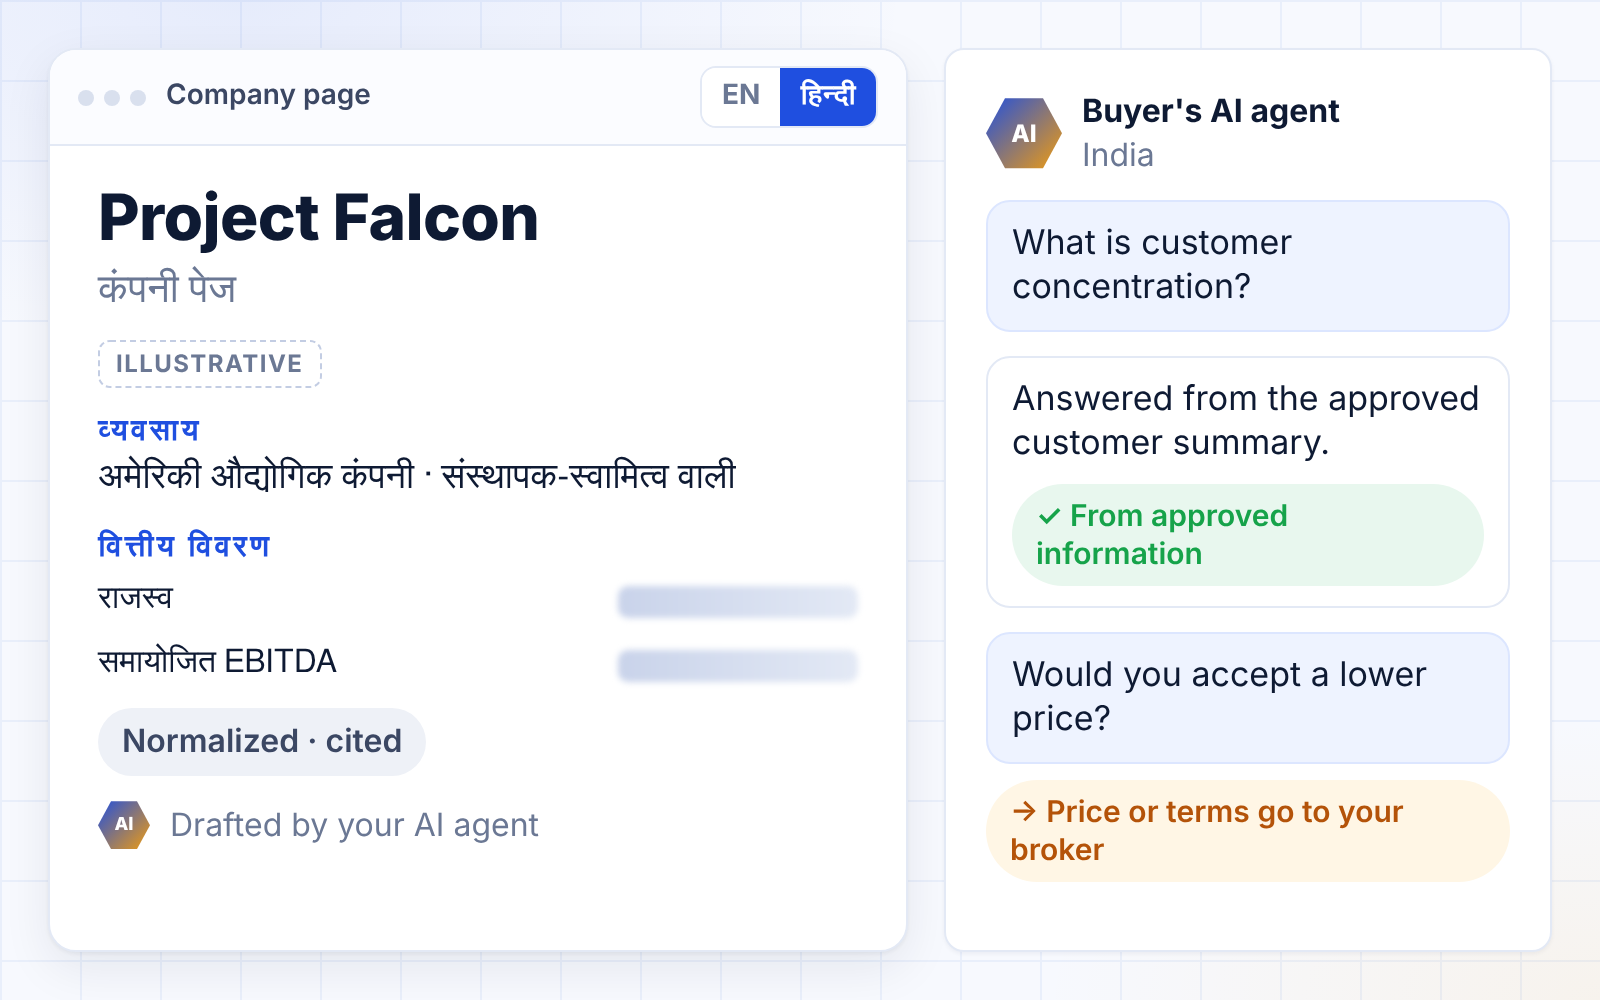 Company page
EN
हिन्दी
Project Falcon
कंपनी पेज
ILLUSTRATIVE
व्यवसाय
अमेरिकी औद्योगिक कंपनी · संस्थापक-स्वामित्व वाली
वित्तीय विवरण
राजस्व
समायोजित EBITDA
Normalized · cited
AI
Drafted by your AI agent
AI
Buyer's AI agent
India
What is customer
concentration?
Answered from the approved
customer summary.
✓ From approved
information
Would you accept a lower
price?
→ Price or terms go to your
broker